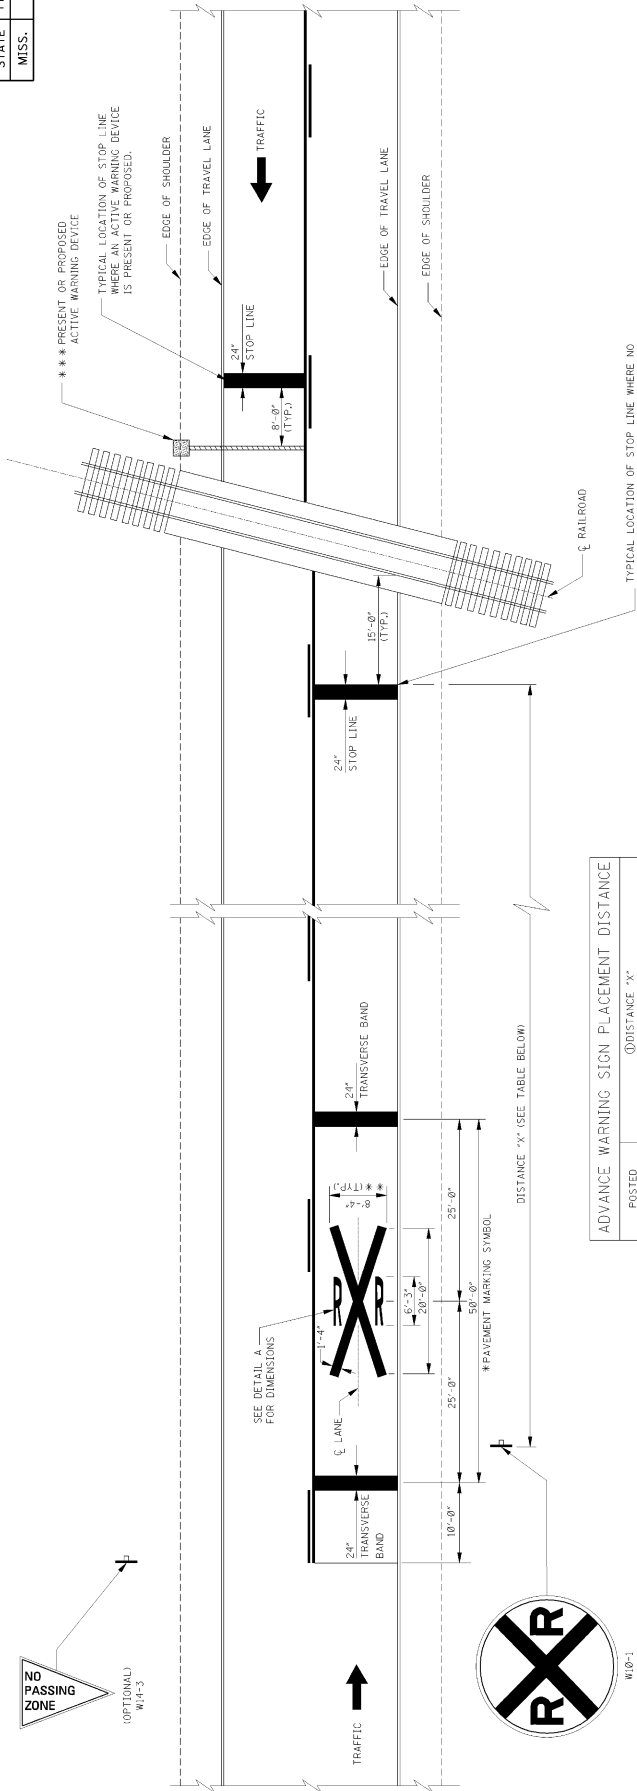 STATE
MISS.
* * * PRESENT OR PROPOSED
ACTIVE WARNING DEVICE
TYPICAL LOCATION OF STOP LINE
WHERE AN ACTIVE WARNING DEVICE
IS PRESENT OR PROPOSED.
EDGE OF SHOULDER
EDGE OF TRAVEL LANE
TRAFFIC
24"
STOP LINE
8'-0"
(TYP.)
EDGE OF TRAVEL LANE
EDGE OF SHOULDER
℄ RAILROAD
TYPICAL LOCATION OF STOP LINE WHERE NO
15'-0"
(TYP.)
24"
STOP LINE
24"
TRANSVERSE BAND
8'-4"
* * (TYP.)
SEE DETAIL A
FOR DIMENSIONS
1'-4"
R
R
℄ LANE
6'-3"
20'-0"
25'-0"
25'-0"
50'-0"
*PAVEMENT MARKING SYMBOL
DISTANCE "X" (SEE TABLE BELOW)
24"
TRANSVERSE
BAND
10'-0"
NO
PASSING
ZONE
(OPTIONAL)
W14-3
TRAFFIC
R R
W10-1
ADVANCE WARNING SIGN PLACEMENT DISTANCE
POSTED
①DISTANCE "X"